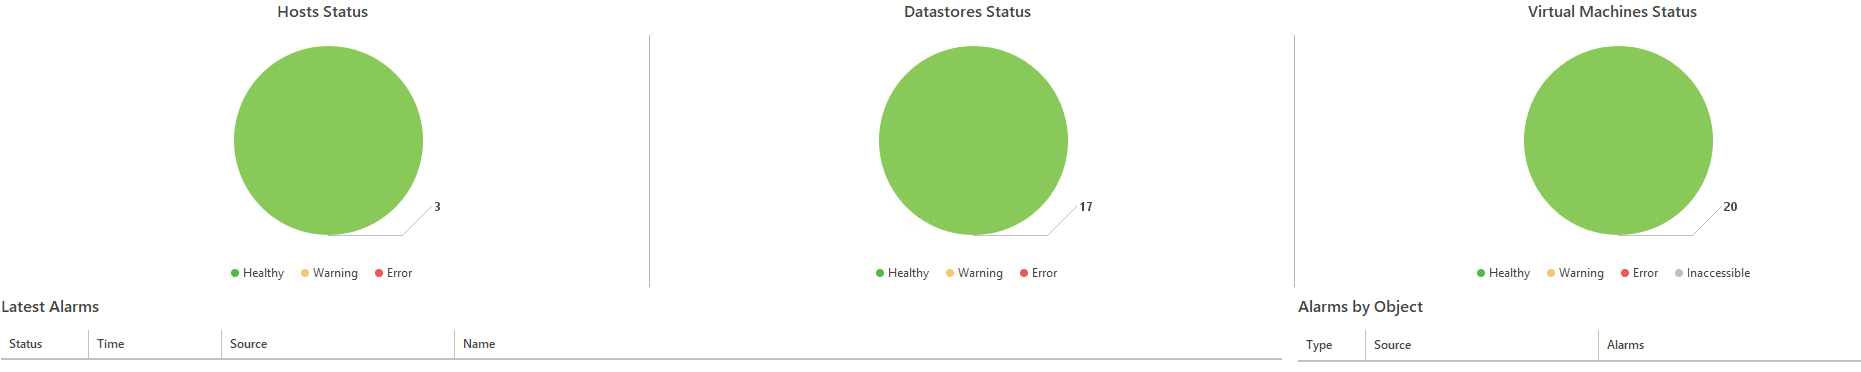 Hosts Status
3
Healthy Warning Error
Datastores Status
17
Healthy Warning Error
Virtual Machines Status
20
Healthy Warning Error Inaccessible
Latest Alarms
Status Time Source Name
Alarms by Object
Type Source Alarms